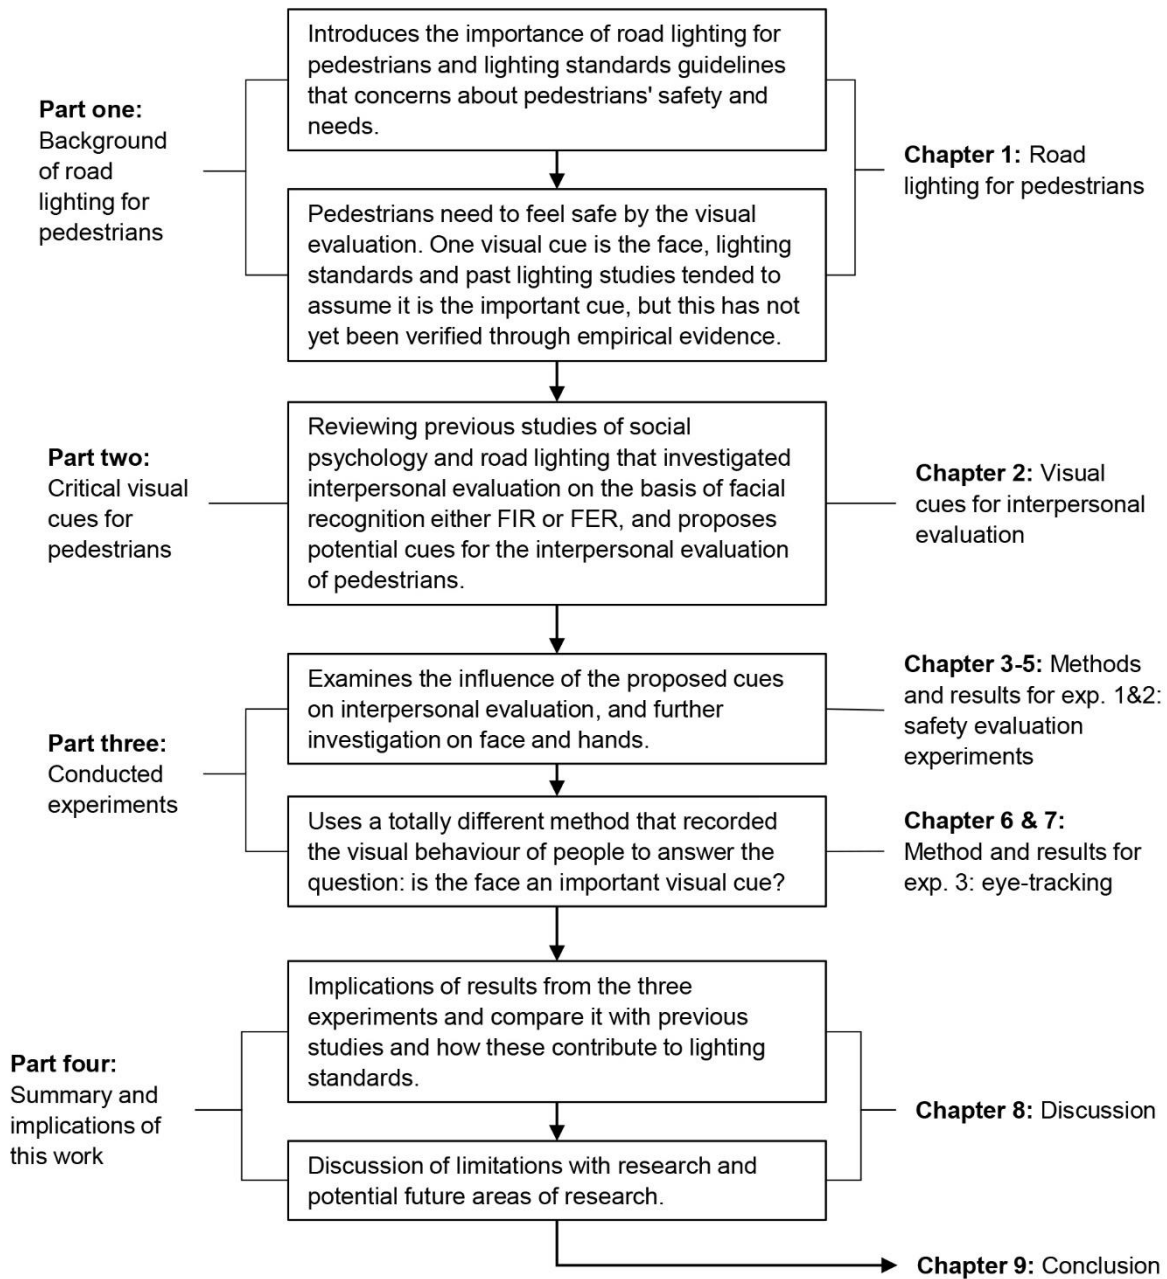 Introduces the importance of road lighting for
pedestrians and lighting standards guidelines
that concerns about pedestrians' safety and
needs.
Part one:
Background
of road
lighting for
pedestrians
Chapter 1: Road
lighting for pedestrians
Pedestrians need to feel safe by the visual
evaluation. One visual cue is the face, lighting
standards and past lighting studies tended to
assume it is the important cue, but this has not
yet been verified through empirical evidence.
Part two:
Critical visual
cues for
pedestrians
Reviewing previous studies of social
psychology and road lighting that investigated
interpersonal evaluation on the basis of facial
recognition either FIR or FER, and proposes
potential cues for the interpersonal evaluation
of pedestrians.
Chapter 2: Visual
cues for interpersonal
evaluation
Part three:
Conducted
experiments
Examines the influence of the proposed cues
on interpersonal evaluation, and further
investigation on face and hands.
Chapter 3-5: Methods
and results for exp. 1&2:
safety evaluation
experiments
Uses a totally different method that recorded
the visual behaviour of people to answer the
question: is the face an important visual cue?
Chapter 6 & 7:
Method and results for
exp. 3: eye-tracking
Part four:
Summary and
implications of
this work
Implications of results from the three
experiments and compare it with previous
studies and how these contribute to lighting
standards.
Chapter 8: Discussion
Discussion of limitations with research and
potential future areas of research.
Chapter 9: Conclusion